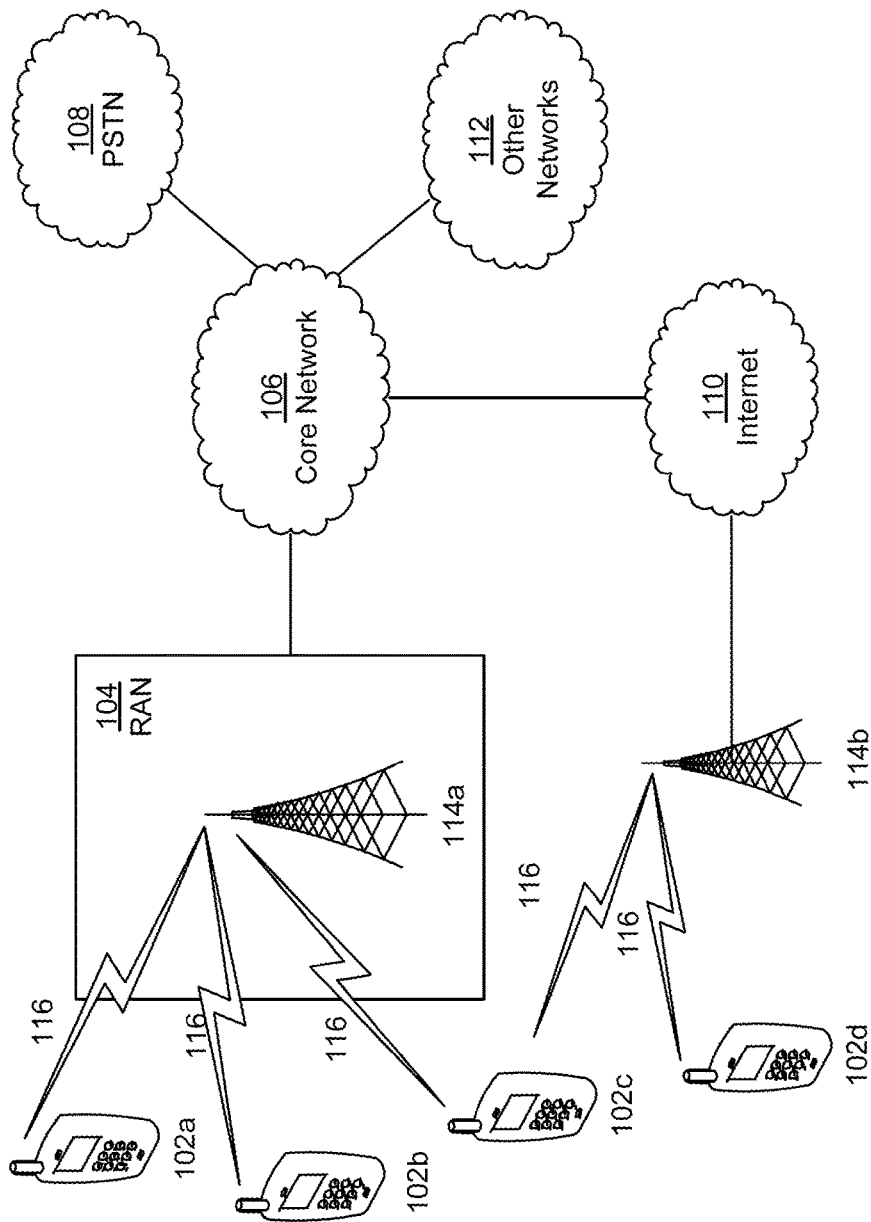 108
PSTN
106
Core Network
112
Other
Networks
104
RAN
110
Internet
114a
114b
116
116
116
116
116
102a
102b
102c
102d